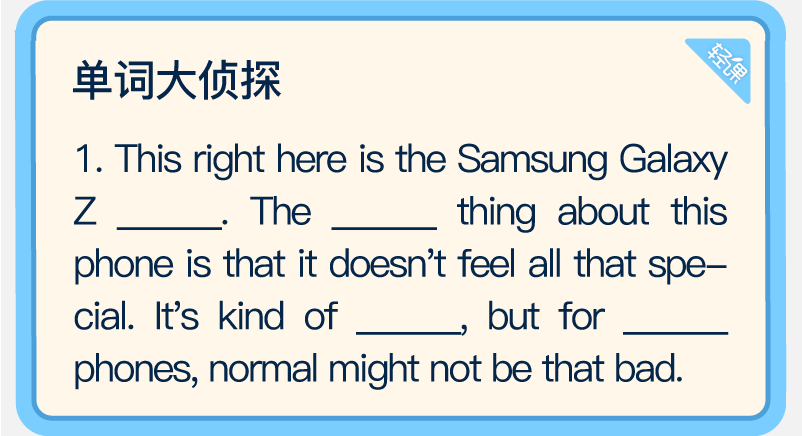 单词大侦探
轻课
1. This right here is the Samsung Galaxy
Z ______. The ______ thing about this
phone is that it doesn’t feel all that spe–
cial. It’s kind of ______, but for ______
phones, normal might not be that bad.